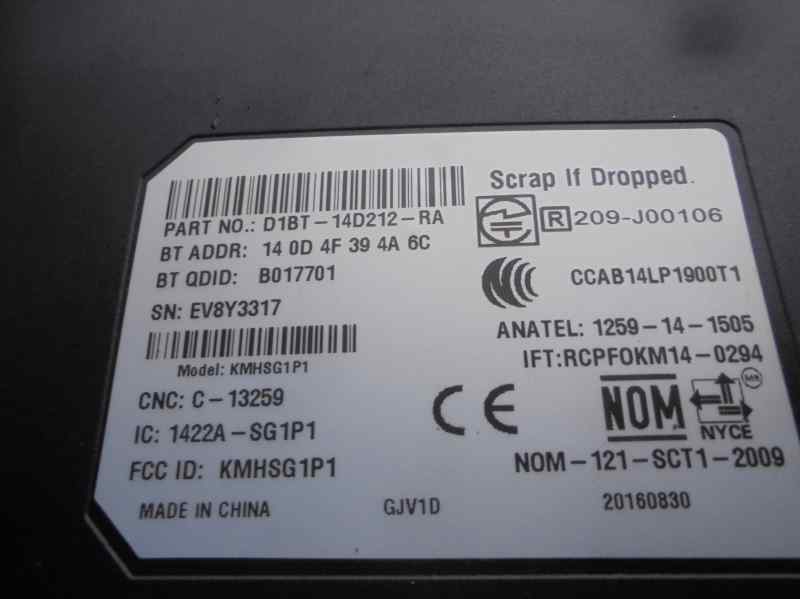 Scrap If Dropped.
PART NO.: D1BT-14D212-RA
R 209-J00106
BT ADDR: 14 0D 4F 39 4A 6C
BT QDID: B017701
CCAB14LP1900T1
SN: EV8Y3317
ANATEL: 1259-14-1505
Model: KMHSG1P1
IFT:RCPFOKM14-0294
CNC: C-13259
CE
NOM
MR
NYCE
IC: 1422A-SG1P1
NOM-121-SCT1-2009
FCC ID: KMHSG1P1
MADE IN CHINA
GJV1D
20160830